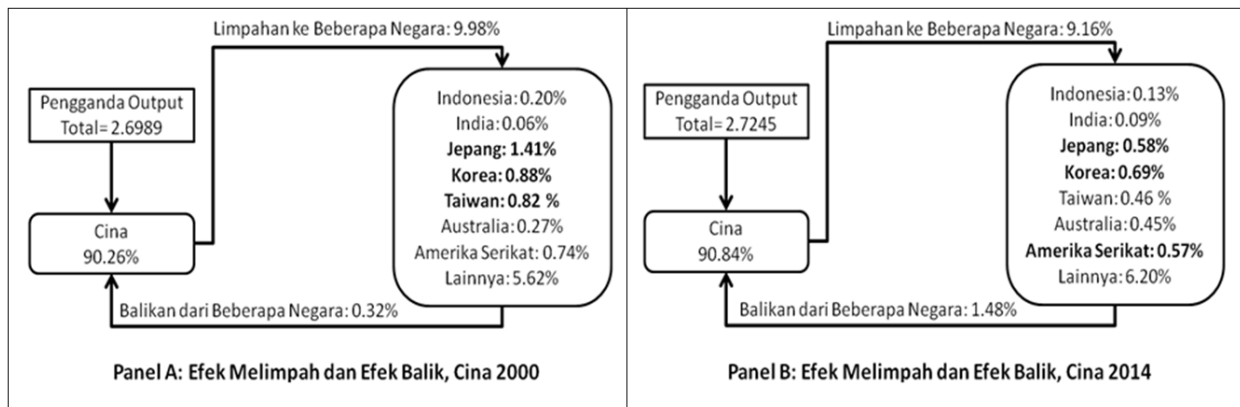 Limpahan ke Beberapa Negara: 9.98%
Pengganda Output
Total= 2.6989
Cina
90.26%
Indonesia: 0.20%
India: 0.06%
Jepang: 1.41%
Korea: 0.88%
Taiwan: 0.82 %
Australia: 0.27%
Amerika Serikat: 0.74%
Lainnya: 5.62%
Balikan dari Beberapa Negara: 0.32%
Panel A: Efek Melimpah dan Efek Balik, Cina 2000
Limpahan ke Beberapa Negara: 9.16%
Pengganda Output
Total= 2.7245
Cina
90.84%
Indonesia: 0.13%
India: 0.09%
Jepang: 0.58%
Korea: 0.69%
Taiwan: 0.46 %
Australia: 0.45%
Amerika Serikat: 0.57%
Lainnya: 6.20%
Balikan dari Beberapa Negara: 1.48%
Panel B: Efek Melimpah dan Efek Balik, Cina 2014